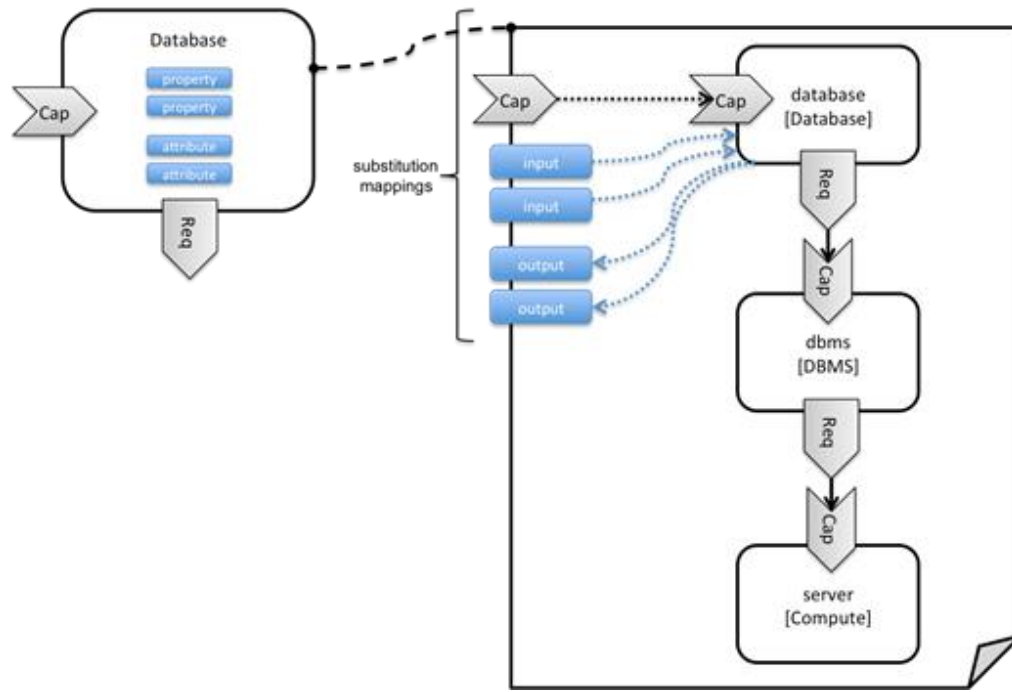 Database
property
property
attribute
attribute
Cap
Req
substitution
mappings
Cap
input
input
output
output
Cap
database
[Database]
Req
Cap
dbms
[DBMS]
Req
Cap
server
[Compute]